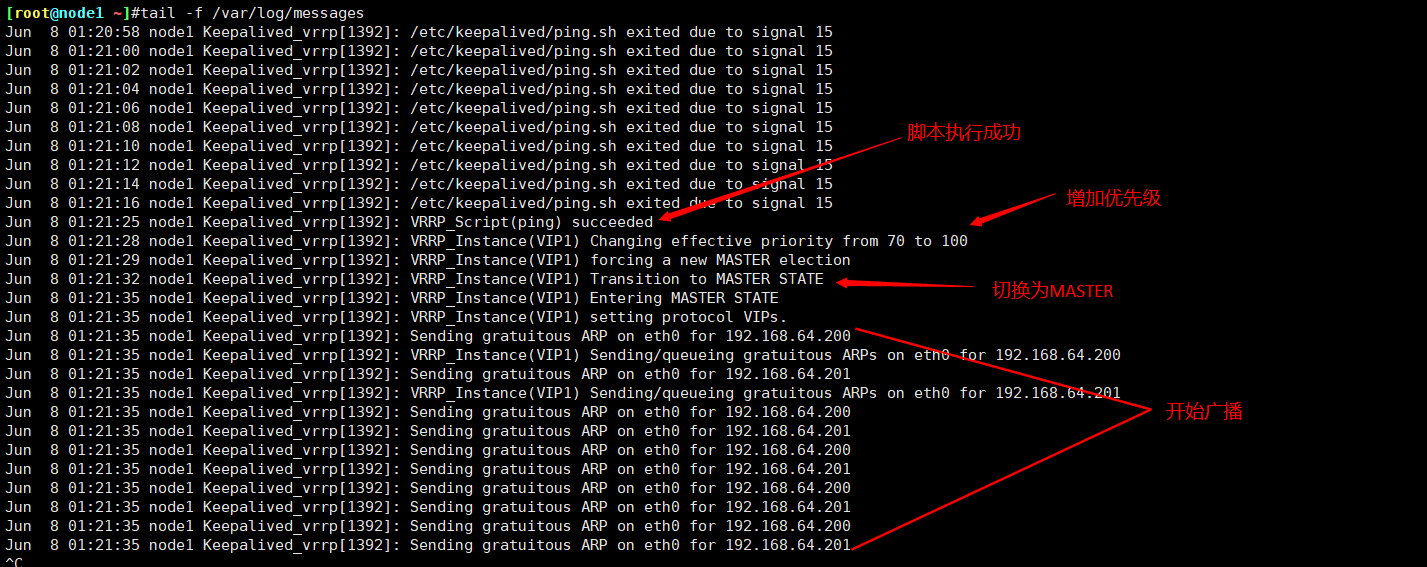 [root@node1 ~]#tail -f /var/log/messages
Jun  8 01:20:58 node1 Keepalived_vrrp[1392]: /etc/keepalived/ping.sh exited due to signal 15
Jun  8 01:21:00 node1 Keepalived_vrrp[1392]: /etc/keepalived/ping.sh exited due to signal 15
Jun  8 01:21:02 node1 Keepalived_vrrp[1392]: /etc/keepalived/ping.sh exited due to signal 15
Jun  8 01:21:04 node1 Keepalived_vrrp[1392]: /etc/keepalived/ping.sh exited due to signal 15
Jun  8 01:21:06 node1 Keepalived_vrrp[1392]: /etc/keepalived/ping.sh exited due to signal 15
Jun  8 01:21:08 node1 Keepalived_vrrp[1392]: /etc/keepalived/ping.sh exited due to signal 15
脚本执行成功
Jun  8 01:21:10 node1 Keepalived_vrrp[1392]: /etc/keepalived/ping.sh exited due to signal 15
Jun  8 01:21:12 node1 Keepalived_vrrp[1392]: /etc/keepalived/ping.sh exited due to signal 15
Jun  8 01:21:14 node1 Keepalived_vrrp[1392]: /etc/keepalived/ping.sh exited due to signal 15
Jun  8 01:21:16 node1 Keepalived_vrrp[1392]: /etc/keepalived/ping.sh exited due to signal 15
增加优先级
Jun  8 01:21:25 node1 Keepalived_vrrp[1392]: VRRP_Script(ping) succeeded
Jun  8 01:21:28 node1 Keepalived_vrrp[1392]: VRRP_Instance(VIP1) Changing effective priority from 70 to 100
Jun  8 01:21:29 node1 Keepalived_vrrp[1392]: VRRP_Instance(VIP1) forcing a new MASTER election
Jun  8 01:21:32 node1 Keepalived_vrrp[1392]: VRRP_Instance(VIP1) Transition to MASTER STATE
切换为MASTER
Jun  8 01:21:35 node1 Keepalived_vrrp[1392]: VRRP_Instance(VIP1) Entering MASTER STATE
Jun  8 01:21:35 node1 Keepalived_vrrp[1392]: VRRP_Instance(VIP1) setting protocol VIPs.
Jun  8 01:21:35 node1 Keepalived_vrrp[1392]: Sending gratuitous ARP on eth0 for 192.168.64.200
Jun  8 01:21:35 node1 Keepalived_vrrp[1392]: VRRP_Instance(VIP1) Sending/queueing gratuitous ARPs on eth0 for 192.168.64.200
Jun  8 01:21:35 node1 Keepalived_vrrp[1392]: Sending gratuitous ARP on eth0 for 192.168.64.201
Jun  8 01:21:35 node1 Keepalived_vrrp[1392]: VRRP_Instance(VIP1) Sending/queueing gratuitous ARPs on eth0 for 192.168.64.201
Jun  8 01:21:35 node1 Keepalived_vrrp[1392]: Sending gratuitous ARP on eth0 for 192.168.64.200
开始广播
Jun  8 01:21:35 node1 Keepalived_vrrp[1392]: Sending gratuitous ARP on eth0 for 192.168.64.201
Jun  8 01:21:35 node1 Keepalived_vrrp[1392]: Sending gratuitous ARP on eth0 for 192.168.64.200
Jun  8 01:21:35 node1 Keepalived_vrrp[1392]: Sending gratuitous ARP on eth0 for 192.168.64.201
Jun  8 01:21:35 node1 Keepalived_vrrp[1392]: Sending gratuitous ARP on eth0 for 192.168.64.200
Jun  8 01:21:35 node1 Keepalived_vrrp[1392]: Sending gratuitous ARP on eth0 for 192.168.64.201
Jun  8 01:21:35 node1 Keepalived_vrrp[1392]: Sending gratuitous ARP on eth0 for 192.168.64.200
Jun  8 01:21:35 node1 Keepalived_vrrp[1392]: Sending gratuitous ARP on eth0 for 192.168.64.201
^C